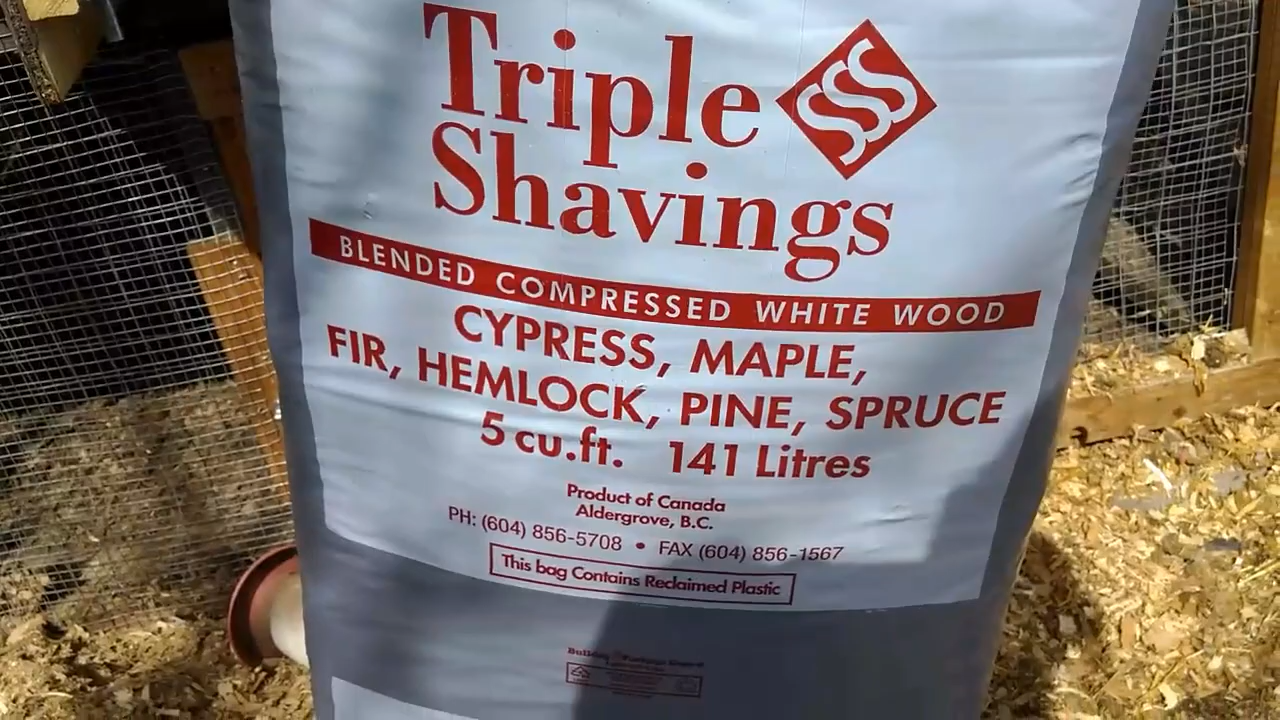 Triple SSS
Shavings
BLENDED COMPRESSED WHITE WOOD
CYPRESS, MAPLE,
FIR, HEMLOCK, PINE, SPRUCE
5 cu.ft. 141 Litres
Product of Canada
Aldergrove, B.C.
PH: (604) 856-5708 • FAX (604) 856-1567
This bag Contains Reclaimed Plastic